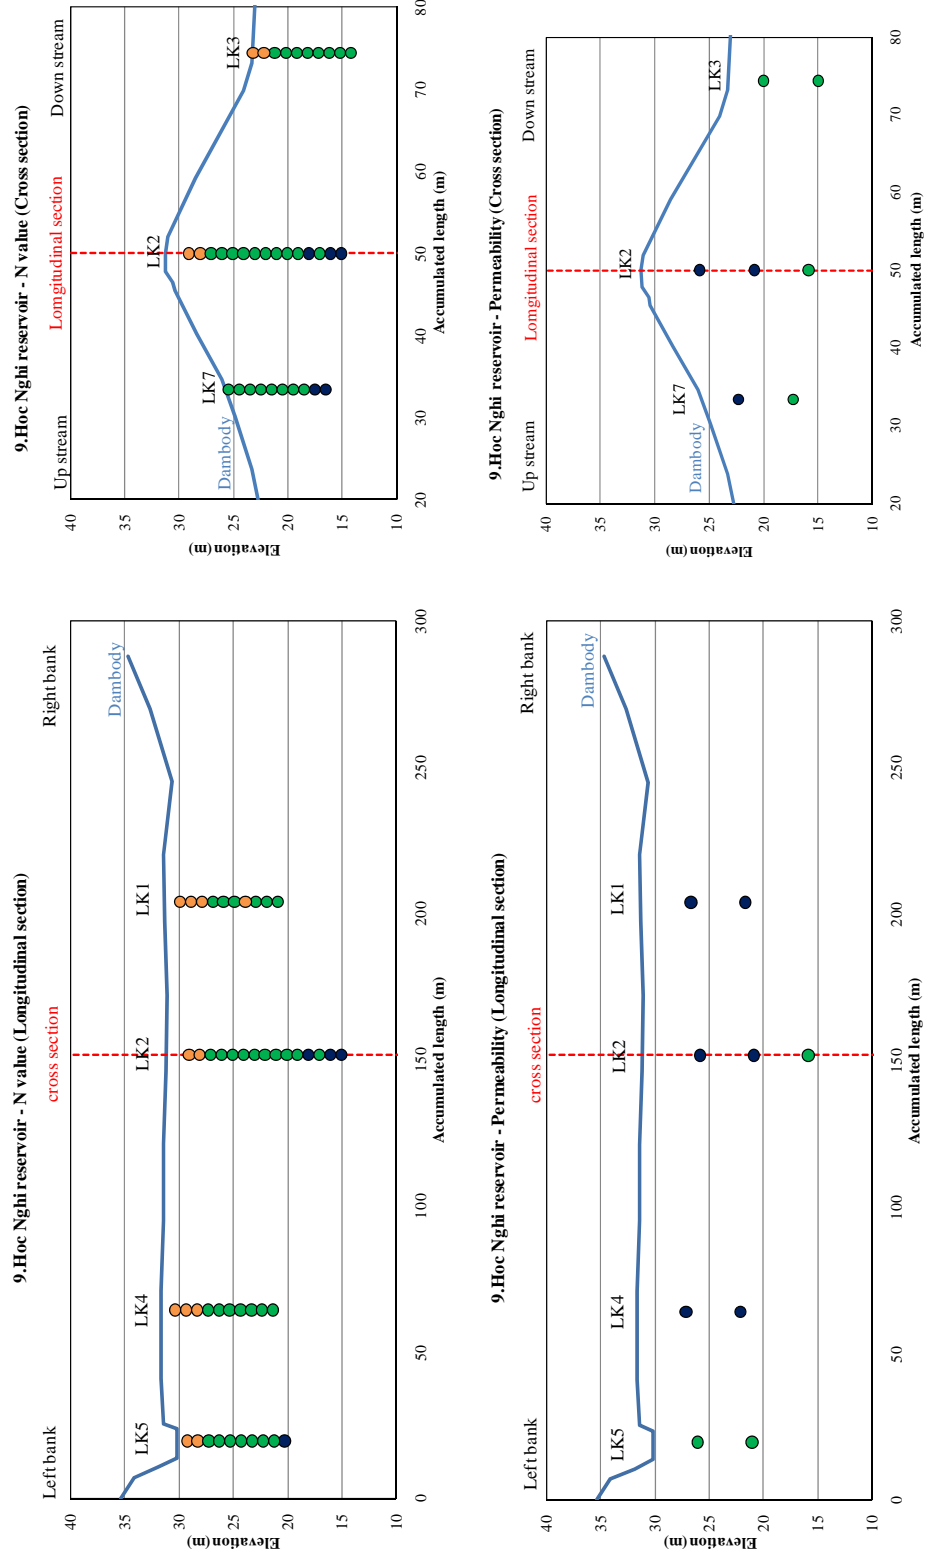 9.Hoc Nghi reservoir - N value (Longitudinal section)
Left bank
cross section
Right bank
Dambody
LK5
LK4
LK2
LK1
Elevation(m)
40
35
30
25
20
15
10
0
50
100
150
200
250
300
Accumulated length (m)
9.Hoc Nghi reservoir - N value (Cross section)
Up stream
Lomgitudinal section
Down stream
Dambody
LK7
LK2
LK3
Elevation(m)
40
35
30
25
20
15
10
20
30
40
50
60
70
80
Accumulated length (m)
9.Hoc Nghi reservoir - Permeability (Longitudinal section)
Left bank
cross section
Right bank
Dambody
LK5
LK4
LK2
LK1
Elevation(m)
40
35
30
25
20
15
10
0
50
100
150
200
250
300
Accumulated length (m)
9.Hoc Nghi reservoir - Permeability (Cross section)
Up stream
Lomgitudinal section
Down stream
Dambody
LK7
LK2
LK3
Elevation(m)
40
35
30
25
20
15
10
20
30
40
50
60
70
80
Accumulated length (m)